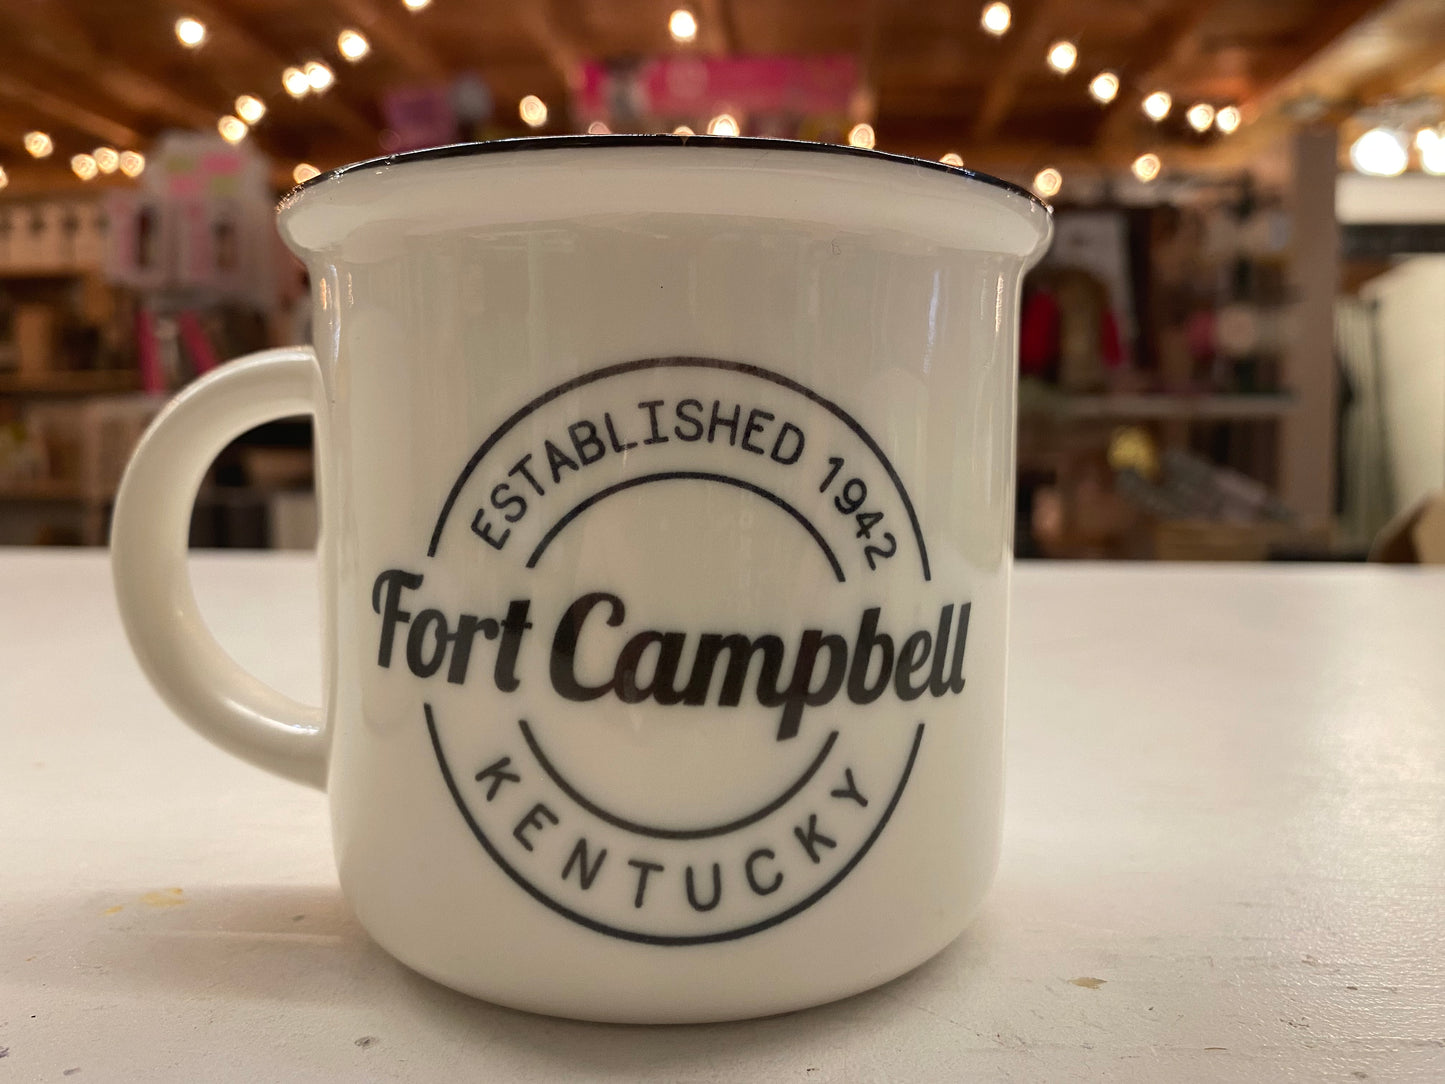 ESTABLISHED 1942
Fort Campbell
KENTUCKY